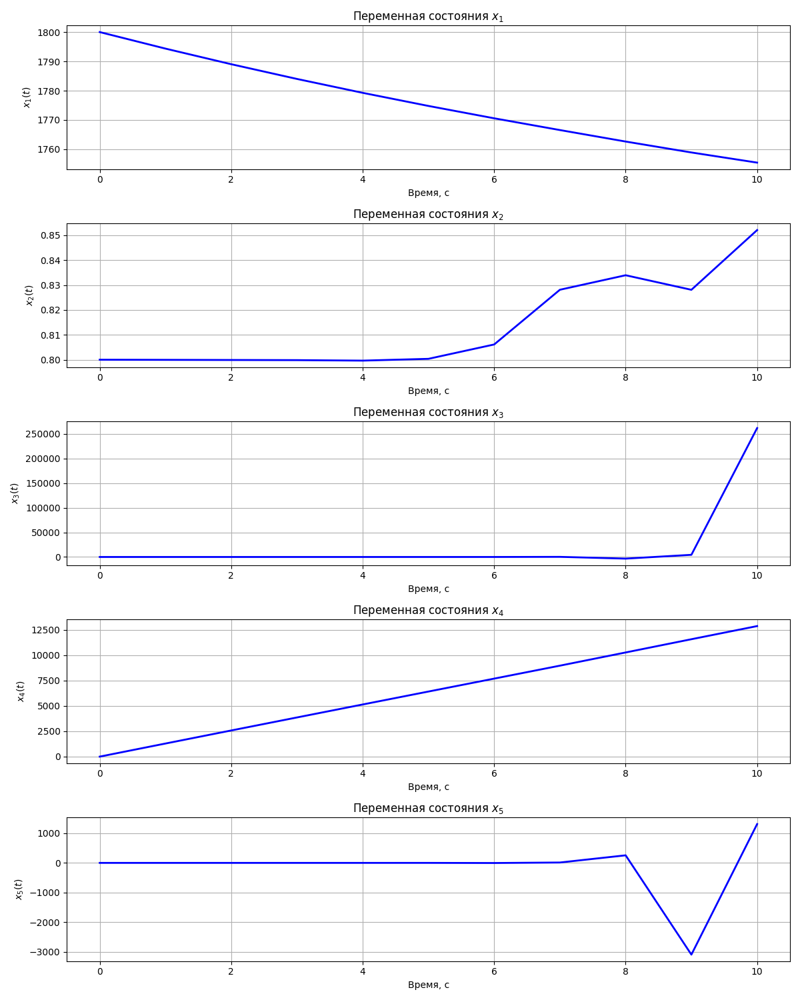 Переменная состояния x₁
x₁(t)
1800
1790
1780
1770
1760
0 2 4 6 8 10
Время, с
Переменная состояния x₂
x₂(t)
0.85
0.84
0.83
0.82
0.81
0.80
0 2 4 6 8 10
Время, с
Переменная состояния x₃
x₃(t)
250000
200000
150000
100000
50000
0
0 2 4 6 8 10
Время, с
Переменная состояния x₄
x₄(t)
12500
10000
7500
5000
2500
0
0 2 4 6 8 10
Время, с
Переменная состояния x₅
x₅(t)
1000
0
−1000
−2000
−3000
0 2 4 6 8 10
Время, с